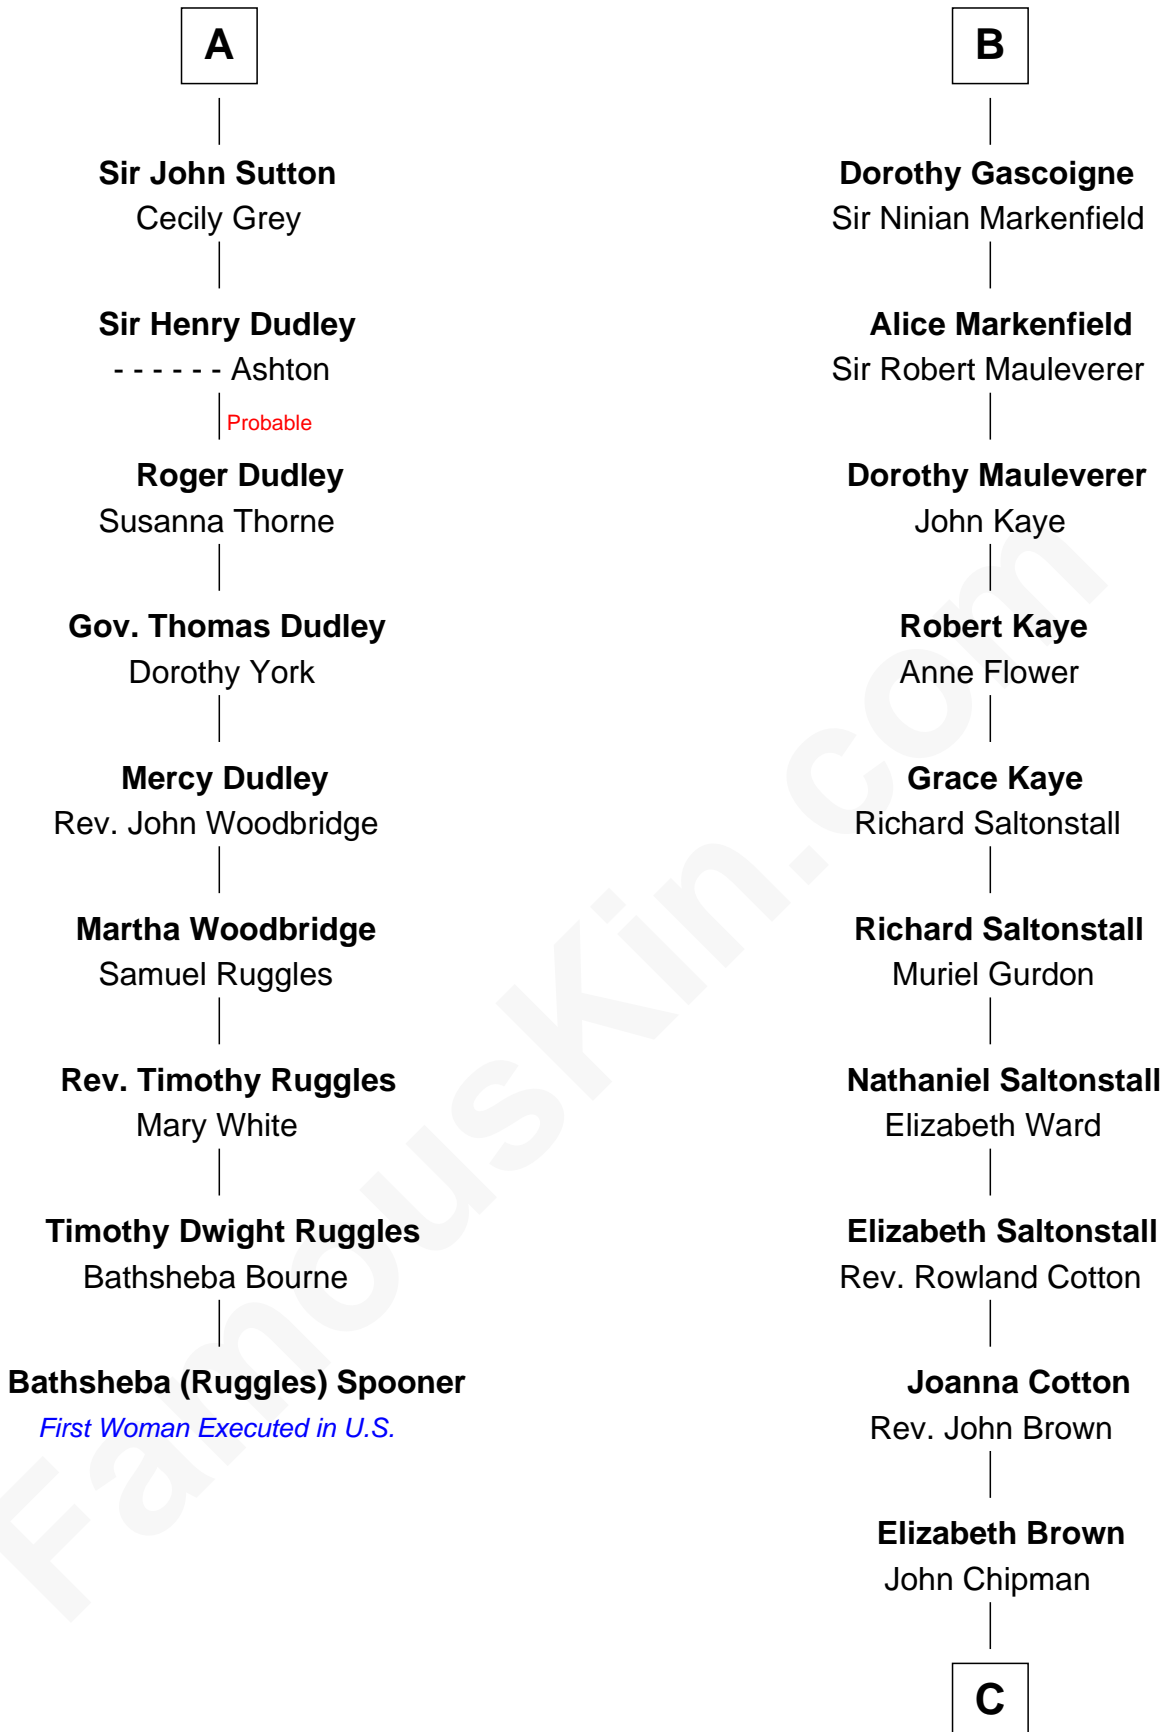 A
Sir John Sutton
Cecily Grey
Sir Henry Dudley
- - - - - - Ashton
Probable
Roger Dudley
Susanna Thorne
Gov. Thomas Dudley
Dorothy York
Mercy Dudley
Rev. John Woodbridge
Martha Woodbridge
Samuel Ruggles
Rev. Timothy Ruggles
Mary White
Timothy Dwight Ruggles
Bathsheba Bourne
Bathsheba (Ruggles) Spooner
First Woman Executed in U.S.
B
Dorothy Gascoigne
Sir Ninian Markenfield
Alice Markenfield
Sir Robert Mauleverer
Dorothy Mauleverer
John Kaye
Robert Kaye
Anne Flower
Grace Kaye
Richard Saltonstall
Richard Saltonstall
Muriel Gurdon
Nathaniel Saltonstall
Elizabeth Ward
Elizabeth Saltonstall
Rev. Rowland Cotton
Joanna Cotton
Rev. John Brown
Elizabeth Brown
John Chipman
C
FamousKin.com